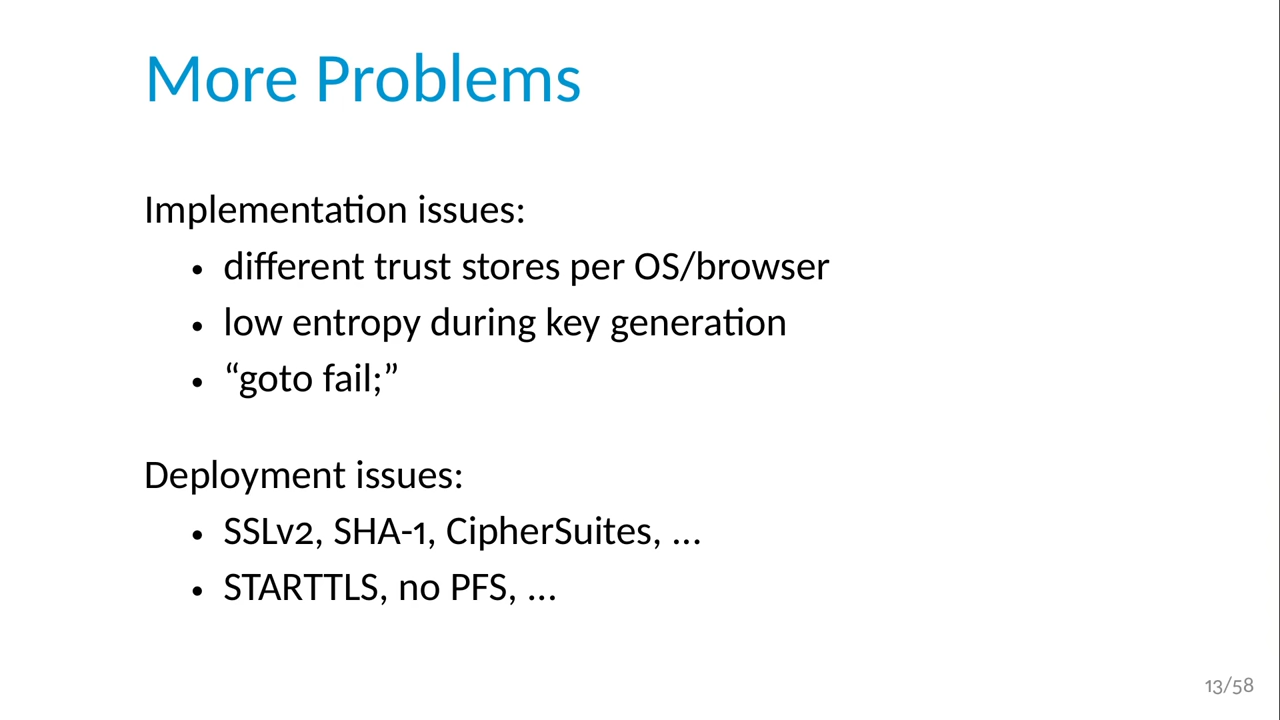 More Problems
Implementation issues:
• different trust stores per OS/browser
• low entropy during key generation
• “goto fail;”
Deployment issues:
• SSLv2, SHA-1, CipherSuites, ...
• STARTTLS, no PFS, ...
13/58